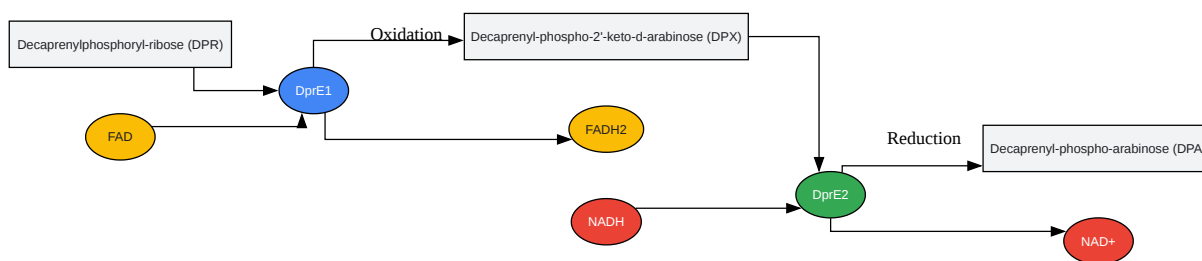 Decaprenylphosphoryl-ribose (DPR)
Oxidation
Decaprenyl-phospho-2'-keto-d-arabinose (DPX)
DprE1
FAD
FADH2
Reduction
Decaprenyl-phospho-arabinose (DPA
DprE2
NADH
NAD+